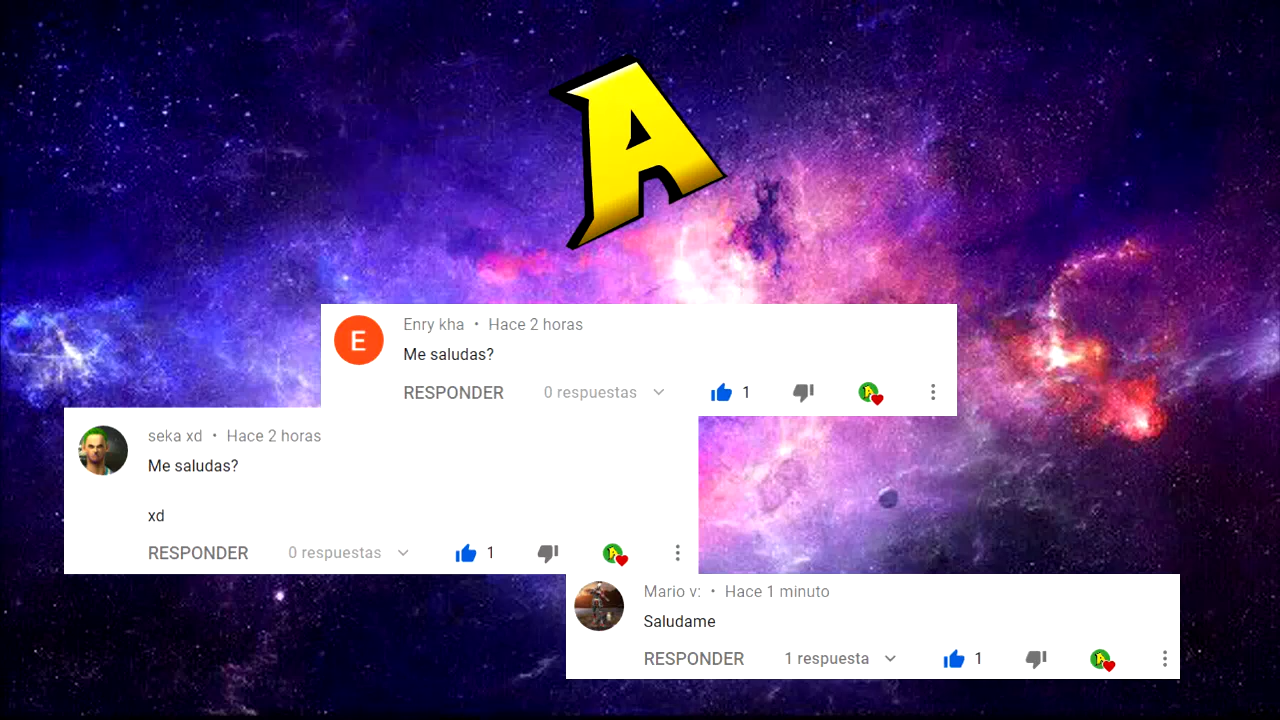 A
Enry kha • Hace 2 horas
Me saludas?
RESPONDER 0 respuestas 1
seka xd • Hace 2 horas
Me saludas?
xd
RESPONDER 0 respuestas 1
Mario v: • Hace 1 minuto
Saludame
RESPONDER 1 respuesta 1